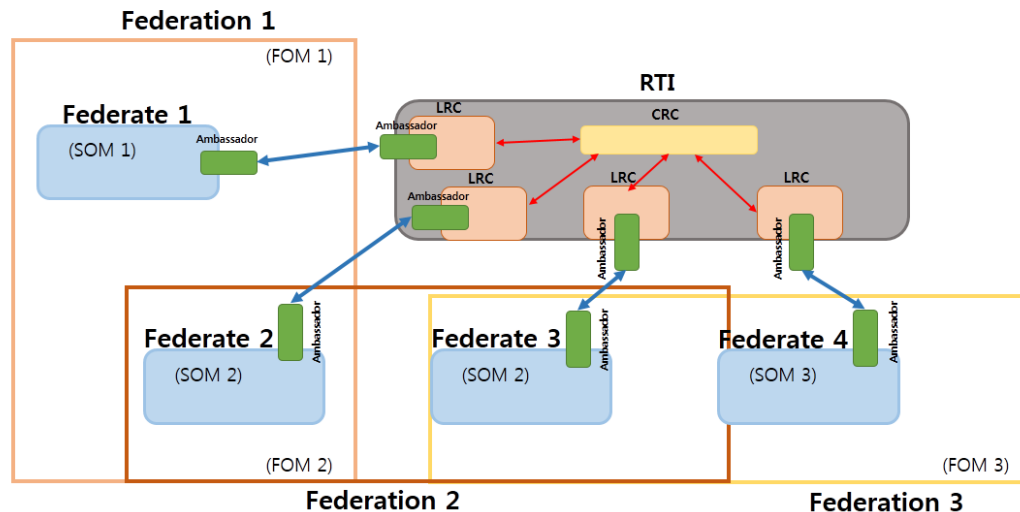 Federation 1
(FOM 1)
RTI
Federate 1
LRC
CRC
Ambassador
Ambassador
(SOM 1)
LRC
LRC
LRC
Ambassador
Ambassador
Ambassador
Federate 2
Ambassador
Federate 3
Ambassador
Federate 4
Ambassador
(SOM 2)
(SOM 2)
(SOM 3)
(FOM 2)
(FOM 3)
Federation 2
Federation 3